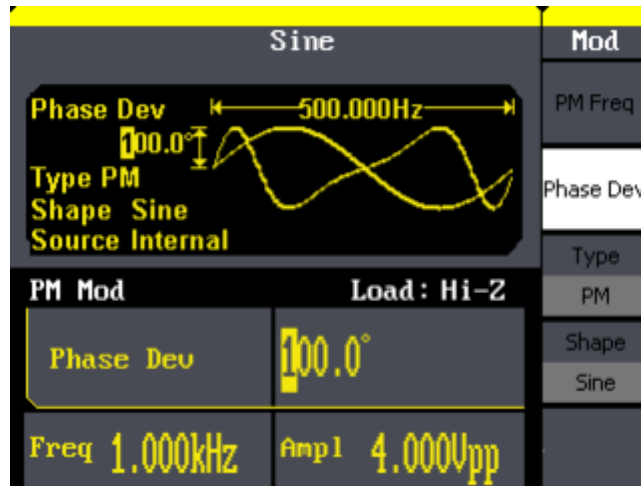 Sine
Mod
Phase Dev 500.000Hz
100.0°
Type PM
Shape Sine
Source Internal
PM Mod Load: Hi-Z
Phase Dev 100.0°
Freq 1.000kHz Ampl 4.000Vpp
PM Freq
Phase Dev
Type
PM
Shape
Sine